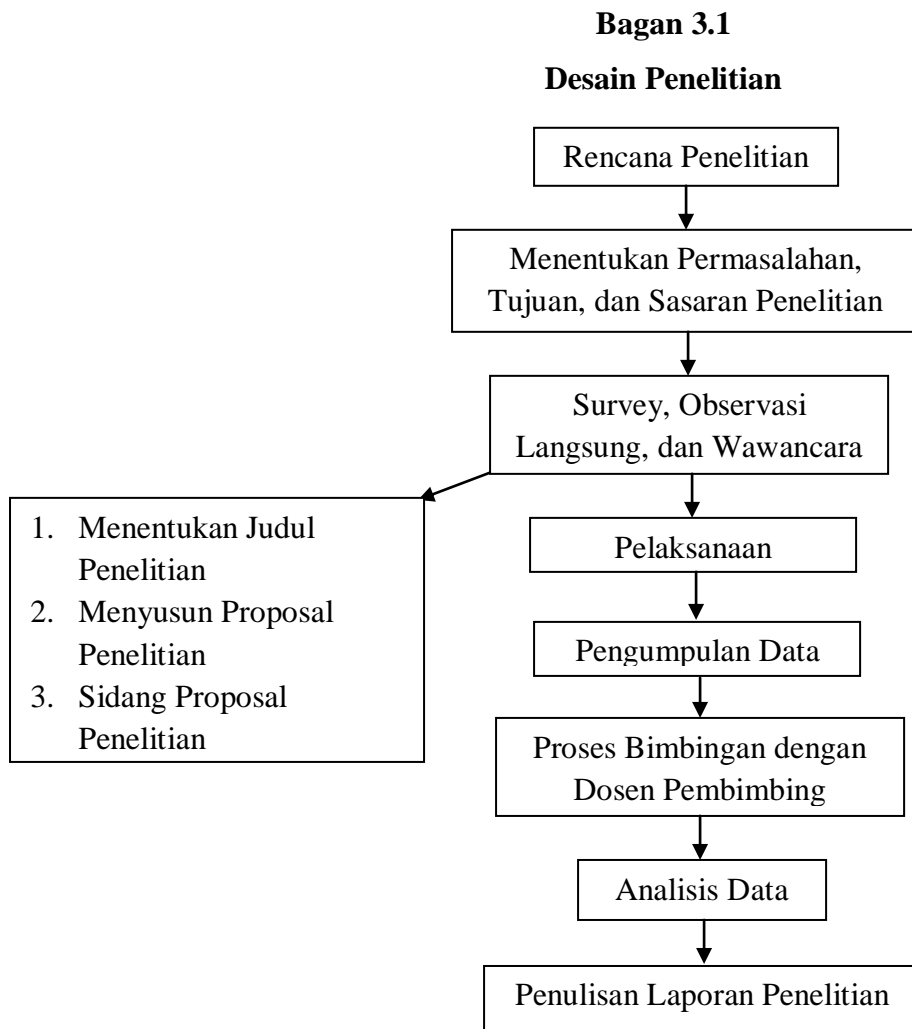 Bagan 3.1
Desain Penelitian
Rencana Penelitian
Menentukan Permasalahan,
Tujuan, dan Sasaran Penelitian
Survey, Observasi
Langsung, dan Wawancara
1. Menentukan Judul
Penelitian
2. Menyusun Proposal
Penelitian
3. Sidang Proposal
Penelitian
Pelaksanaan
Pengumpulan Data
Proses Bimbingan dengan
Dosen Pembimbing
Analisis Data
Penulisan Laporan Penelitian